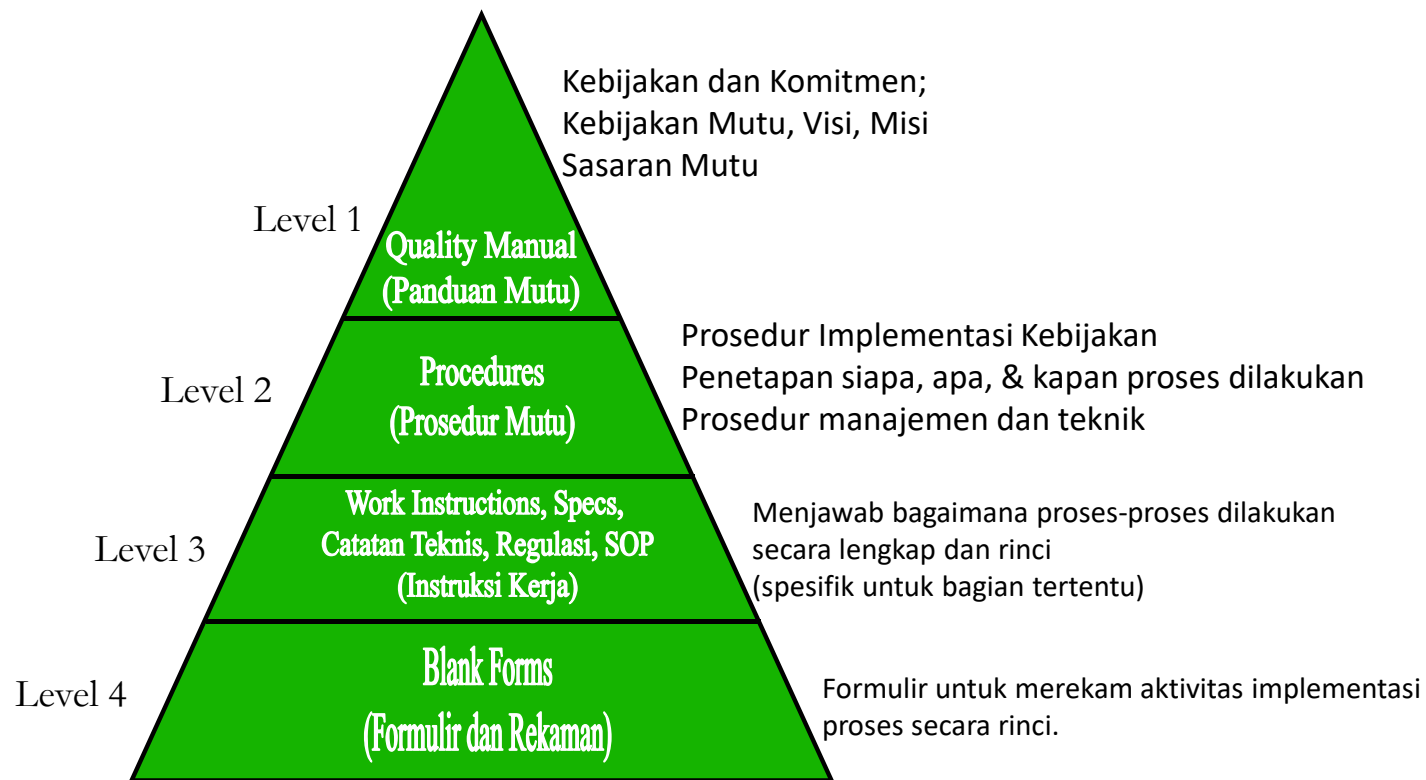 Kebijakan dan Komitmen;
Kebijakan Mutu, Visi, Misi
Sasaran Mutu
Level 1
Quality Manual
(Panduan Mutu)
Prosedur Implementasi Kebijakan
Penetapan siapa, apa, & kapan proses dilakukan
Prosedur manajemen dan teknik
Level 2
Procedures
(Prosedur Mutu)
Level 3
Work Instructions, Specs,
Catatan Teknis, Regulasi, SOP
(Instruksi Kerja)
Menjawab bagaimana proses-proses dilakukan
secara lengkap dan rinci
(spesifik untuk bagian tertentu)
Level 4
Blank Forms
(Formulir dan Rekaman)
Formulir untuk merekam aktivitas implementasi
proses secara rinci.